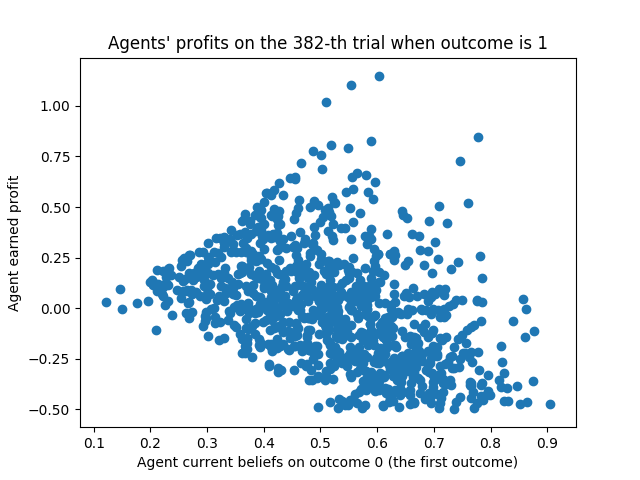 Agents' profits on the 382-th trial when outcome is 1
Agent earned profit
1.00
0.75
0.50
0.25
0.00
−0.25
−0.50
0.1 0.2 0.3 0.4 0.5 0.6 0.7 0.8 0.9
Agent current beliefs on outcome 0 (the first outcome)